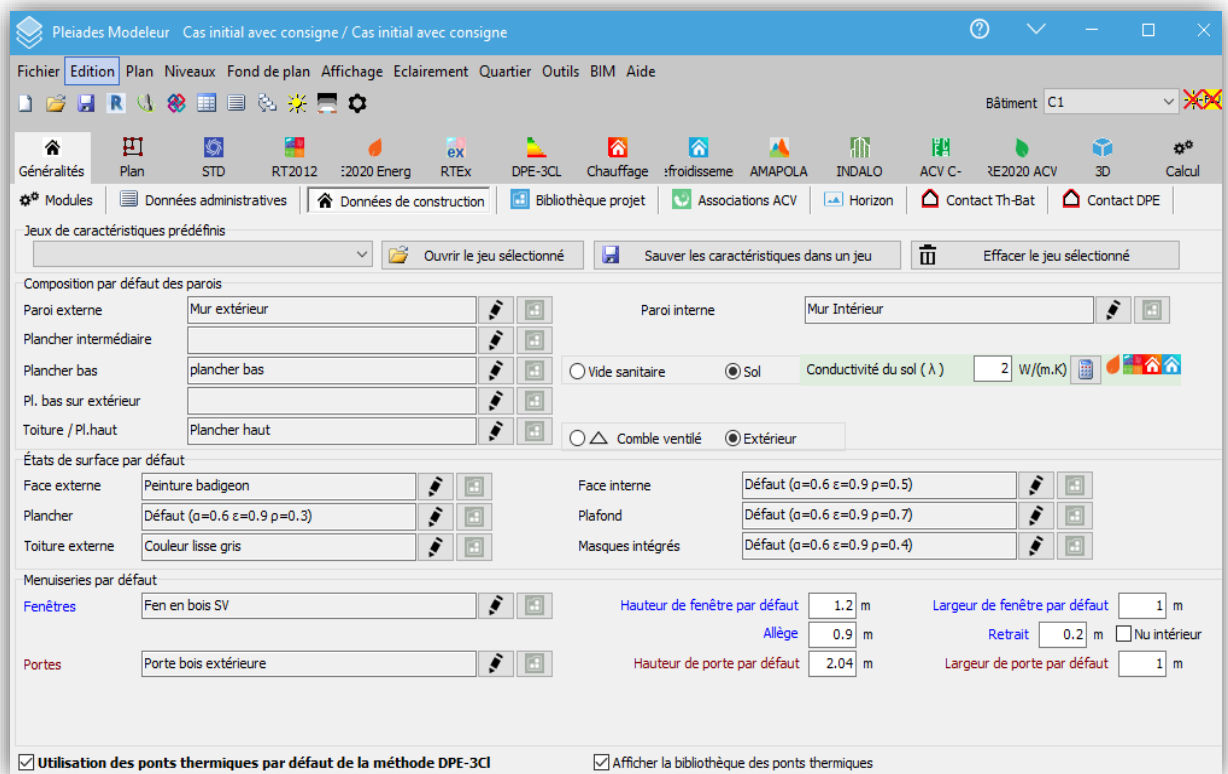 Pleiades Modeleur Cas initial avec consigne / Cas initial avec consigne
Fichier Edition Plan Niveaux Fond de plan Affichage Eclairement Quartier Outils BIM Aide
R Bâtiment C1
ex
Généralités Plan STD RT2012 :2020 Energ RTEx DPE-3CL Chauffage :froidisseme AMAPOLA INDALO ACV C- RE2020 ACV 3D Calcul
Modules Données administratives Données de construction Bibliothèque projet Associations ACV Horizon Contact Th-Bat Contact DPE
Jeux de caractéristiques prédéfinis
Ouvrir le jeu sélectionné Sauver les caractéristiques dans un jeu Effacer le jeu sélectionné
Composition par défaut des parois
Paroi externe Mur extérieur Paroi interne Mur Intérieur
Plancher intermédiaire
Plancher bas plancher bas Vide sanitaire Sol Conductivité du sol ( λ ) 2 W/(m.K)
Pl. bas sur extérieur
Toiture / Pl.haut Plancher haut Comble ventilé Extérieur
États de surface par défaut
Face externe Peinture badigeon Face interne Défaut (α=0.6 ε=0.9 ρ=0.5)
Plancher Défaut (α=0.6 ε=0.9 ρ=0.3) Plafond Défaut (α=0.6 ε=0.9 ρ=0.7)
Toiture externe Couleur lisse gris Masques intégrés Défaut (α=0.6 ε=0.9 ρ=0.4)
Menuiseries par défaut
Fenêtres Fen en bois SV Hauteur de fenêtre par défaut 1.2 m Largeur de fenêtre par défaut 1 m
Allège 0.9 m Retrait 0.2 m Nu intérieur
Portes Porte bois extérieure Hauteur de porte par défaut 2.04 m Largeur de porte par défaut 1 m
Utilisation des ponts thermiques par défaut de la méthode DPE-3Cl Afficher la bibliothèque des ponts thermiques